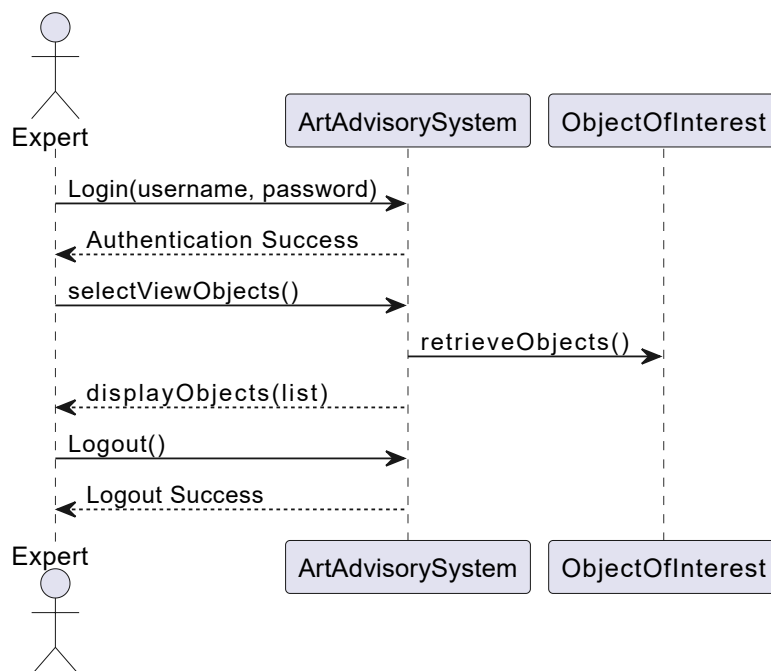 Expert
ArtAdvisorySystem
ObjectOfInterest
Login(username, password)
Authentication Success
selectViewObjects()
retrieveObjects()
displayObjects(list)
Logout()
Logout Success
Expert
ArtAdvisorySystem
ObjectOfInterest